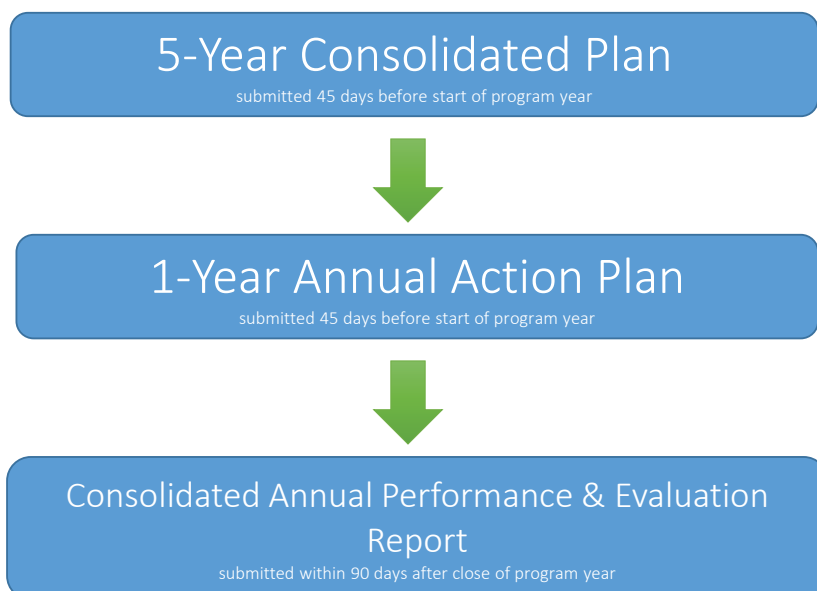 5-Year Consolidated Plan
submitted 45 days before start of program year
1-Year Annual Action Plan
submitted 45 days before start of program year
Consolidated Annual Performance & Evaluation
Report
submitted within 90 days after close of program year